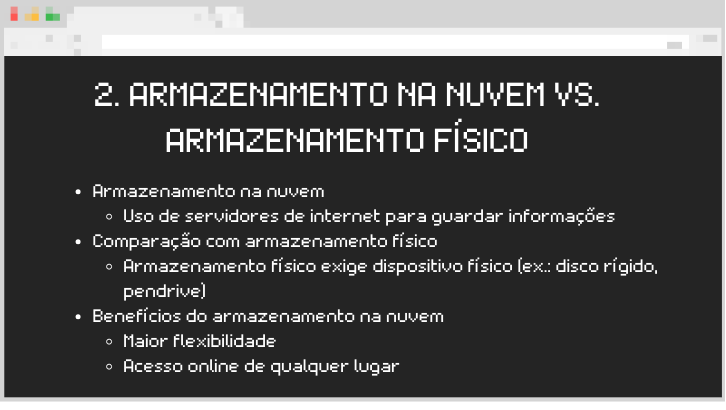 2. ARMAZENAMENTO NA NUVEM VS.
ARMAZENAMENTO FÍSICO
• Armazenamento na nuvem
◦ Uso de servidores de internet para guardar informações
• Comparação com armazenamento físico
◦ Armazenamento físico exige dispositivo físico (ex.: disco rígido,
pendrive)
• Benefícios do armazenamento na nuvem
◦ Maior flexibilidade
◦ Acesso online de qualquer lugar